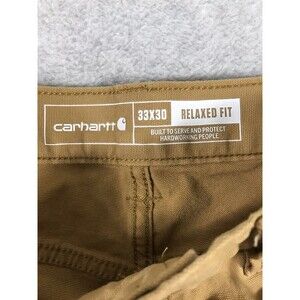 carhartt
33X30 RELAXED FIT
BUILT TO SERVE AND PROTECT
HARDWORKING PEOPLE.